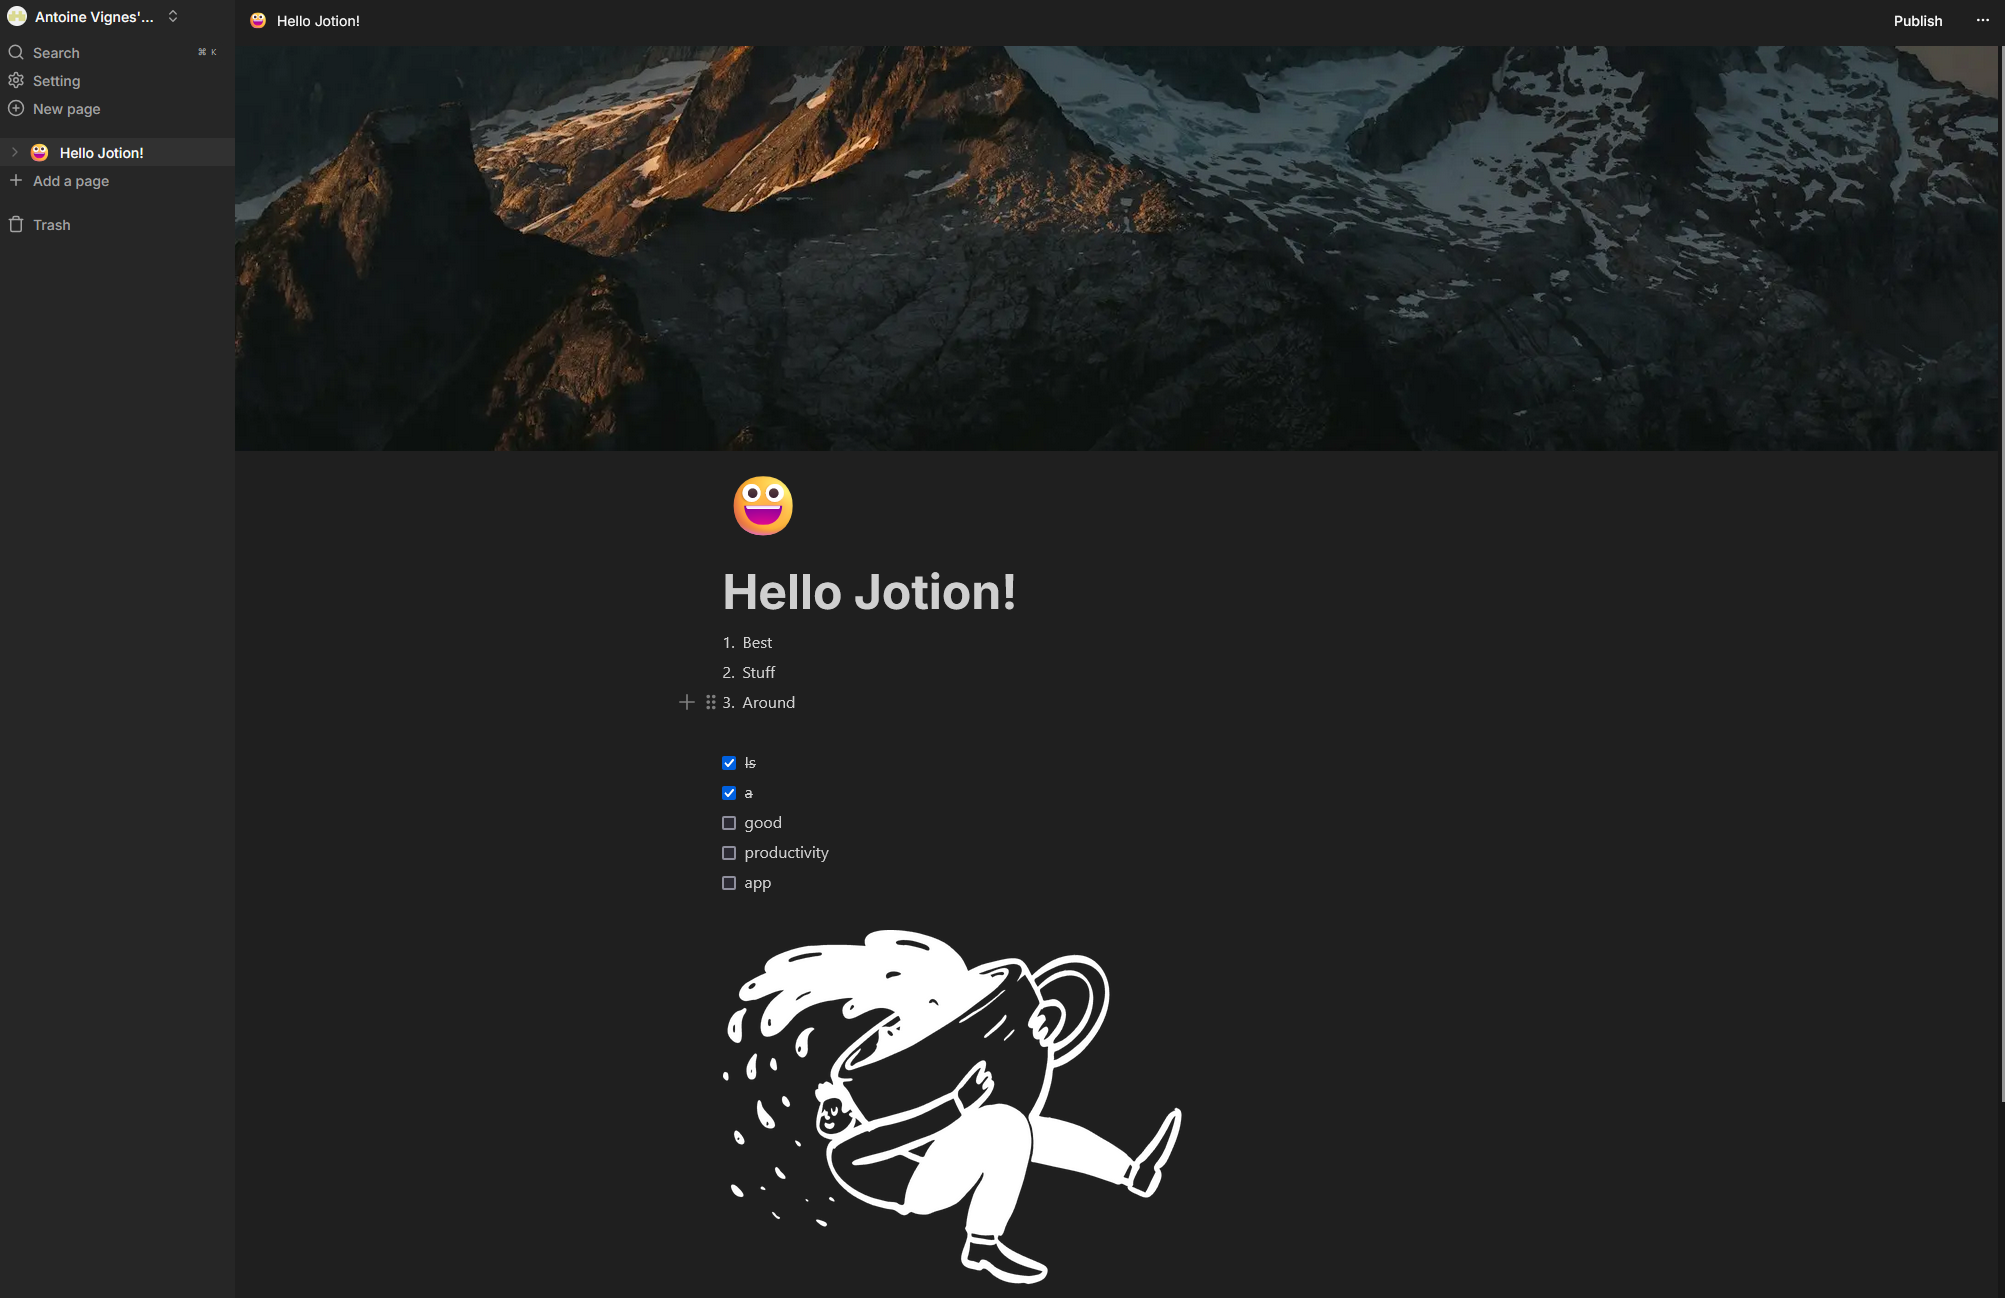 Antoine Vignes'...
Search ⌘ K
Setting
New page
Hello Jotion!
Add a page
Trash
Hello Jotion!
Publish
Hello Jotion!
1. Best
2. Stuff
3. Around
Is
a
good
productivity
app